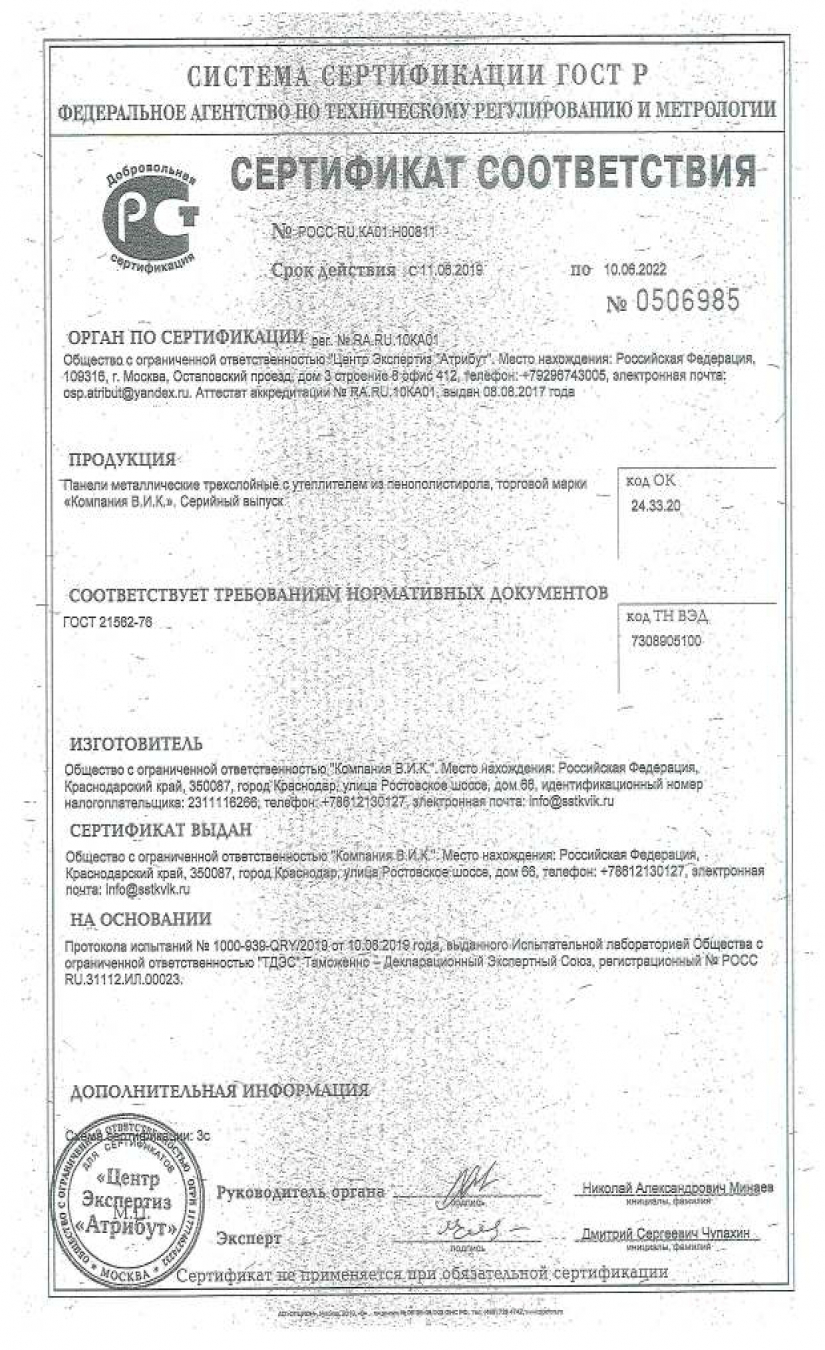 СИСТЕМА СЕРТИФИКАЦИИ ГОСТ Р
ФЕДЕРАЛЬНОЕ АГЕНТСТВО ПО ТЕХНИЧЕСКОМУ РЕГУЛИРОВАНИЮ И МЕТРОЛОГИИ
Добровольная
РСТ
сертификация
СЕРТИФИКАТ СООТВЕТСТВИЯ
№ РОСС RU.КА01.Н00811
Срок действия с 11.06.2019 по 10.06.2022
№ 0506985
ОРГАН ПО СЕРТИФИКАЦИИ рег. № RA.RU.10КА01
Общество с ограниченной ответственностью "Центр Экспертиз "Атрибут". Место нахождения: Российская Федерация,
109316, г. Москва, Остаповский проезд, дом 3 строение 6 офис 412, телефон: +79296743005, электронная почта:
osp.atribut@yandex.ru. Аттестат аккредитации № RA.RU.10КА01, выдан 08.08.2017 года
ПРОДУКЦИЯ
Панели металлические трехслойные с утеплителем из пенополистирола, торговой марки
«Компания В.И.К.». Серийный выпуск
код ОК
24.33.20
СООТВЕТСТВУЕТ ТРЕБОВАНИЯМ НОРМАТИВНЫХ ДОКУМЕНТОВ
ГОСТ 21562-76
код ТН ВЭД
7308905100
ИЗГОТОВИТЕЛЬ
Общество с ограниченной ответственностью "Компания В.И.К.". Место нахождения: Российская Федерация,
Краснодарский край, 350087, город Краснодар, улица Ростовское шоссе, дом 66, идентификационный номер
налогоплательщика: 2311116266, телефон: +78612130127, электронная почта: info@sstkvik.ru
СЕРТИФИКАТ ВЫДАН
Общество с ограниченной ответственностью "Компания В.И.К.". Место нахождения: Российская Федерация,
Краснодарский край, 350087, город Краснодар, улица Ростовское шоссе, дом 66, телефон: +78612130127, электронная
почта: info@sstkvik.ru
НА ОСНОВАНИИ
Протокола испытаний № 1000-939-QRY/2019 от 10.06.2019 года, выданного Испытательной лабораторией Общества с
ограниченной ответственностью "ТДЭС" Таможенно – Декларационный Экспертный Союз, регистрационный № РОСС
RU.31112.ИЛ.00023.
ДОПОЛНИТЕЛЬНАЯ ИНФОРМАЦИЯ
Схема сертификации: 3с
ОБЩЕСТВО С ОГРАНИЧЕННОЙ ОТВЕТСТВЕННОСТЬЮ ОГРН
ДЛЯ СЕРТИФИКАТОВ
«Центр
Экспертиз
М.П.
«Атрибут»
* МОСКВА *
Руководитель органа
подпись
Николай Александрович Минаев
инициалы, фамилия
Эксперт
подпись
Дмитрий Сергеевич Чупахин
инициалы, фамилия
Сертификат не применяется при обязательной сертификации